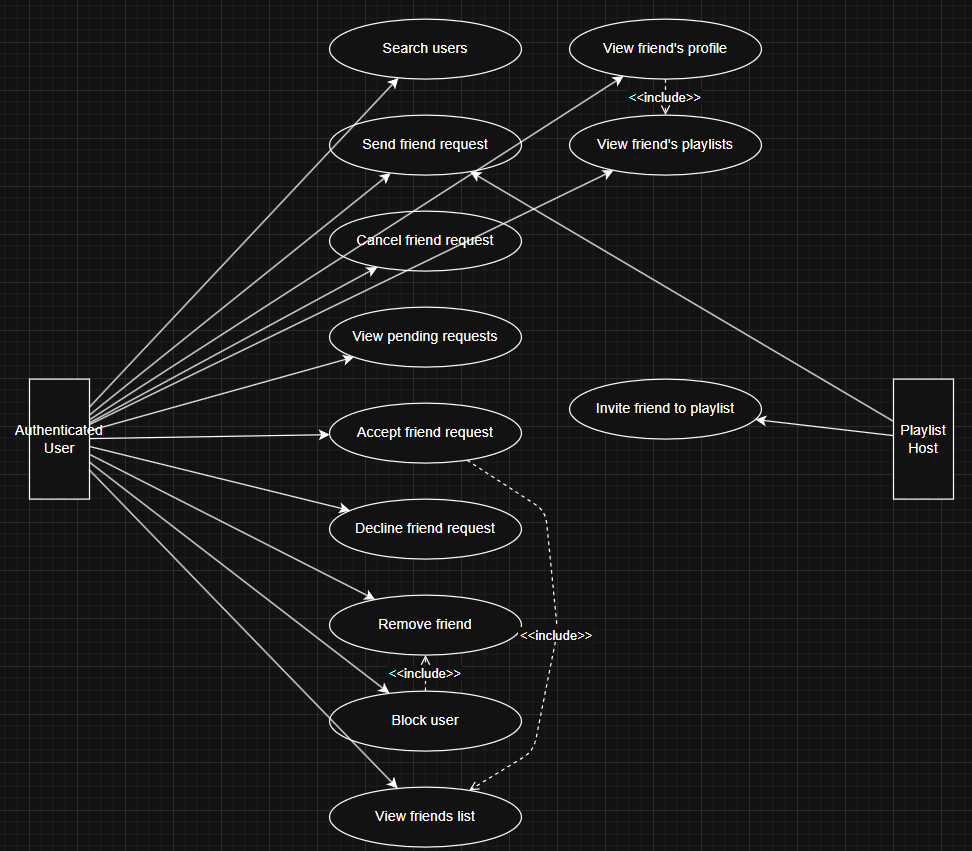 Search users
View friend's profile
<<include>>
Send friend request
View friend's playlists
Cancel friend request
View pending requests
Invite friend to playlist
Authenticated
User
Accept friend request
Playlist
Host
Decline friend request
Remove friend
<<include>>
<<include>>
Block user
View friends list